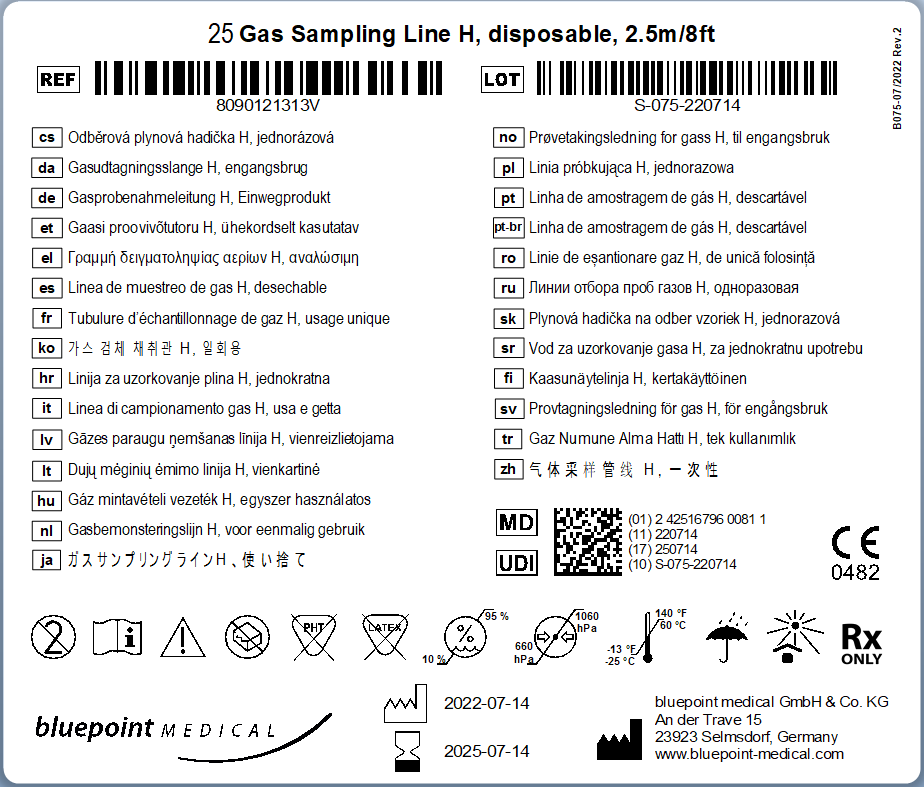 25 Gas Sampling Line H, disposable, 2.5m/8ft
B075-07/2022 Rev.2
REF
8090121313V
LOT
S-075-220714
cs Odběrová plynová hadička H, jednorázová
da Gasudtagningsslange H, engangsbrug
de Gasprobenahmeleitung H, Einwegprodukt
et Gaasi proovivõtutoru H, ühekordselt kasutatav
el Γραμμή δειγματοληψίας αερίων H, αναλώσιμη
es Linea de muestreo de gas H, desechable
fr Tubulure d'échantillonnage de gaz H, usage unique
ko 가스 검체 채취관 H, 일회용
hr Linija za uzorkovanje plina H, jednokratna
it Linea di campionamento gas H, usa e getta
lv Gāzes paraugu ņemšanas līnija H, vienreizlietojama
lt Dujų mėginių ėmimo linija H, vienkartinė
hu Gáz mintavételi vezeték H, egyszer használatos
nl Gasbemonsteringslijn H, voor eenmalig gebruik
ja ガスサンプリングラインH、使い捨て
no Prøvetakingsledning for gass H, til engangsbruk
pl Linia próbkująca H, jednorazowa
pt Linha de amostragem de gás H, descartável
pt-br Linha de amostragem de gás H, descartável
ro Linie de eșantionare gaz H, de unică folosință
ru Линии отбора проб газов H, одноразовая
sk Plynová hadička na odber vzoriek H, jednorazová
sr Vod za uzorkovanje gasa H, za jednokratnu upotrebu
fi Kaasunäytelinja H, kertakäyttöinen
sv Provtagningsledning för gas H, för engångsbruk
tr Gaz Numune Alma Hattı H, tek kullanımlık
zh 气体采样管线 H, 一次性
MD
UDI
(01) 2 42516796 0081 1
(11) 220714
(17) 250714
(10) S-075-220714
CE
0482
2
i
!
PHT
LATEX
%
95 %
10 %
1060 hPa
660 hPa
140 °F
60 °C
-13 °F
-25 °C
Rx
ONLY
bluepoint MEDICAL
2022-07-14
2025-07-14
bluepoint medical GmbH & Co. KG
An der Trave 15
23923 Selmsdorf, Germany
www.bluepoint-medical.com